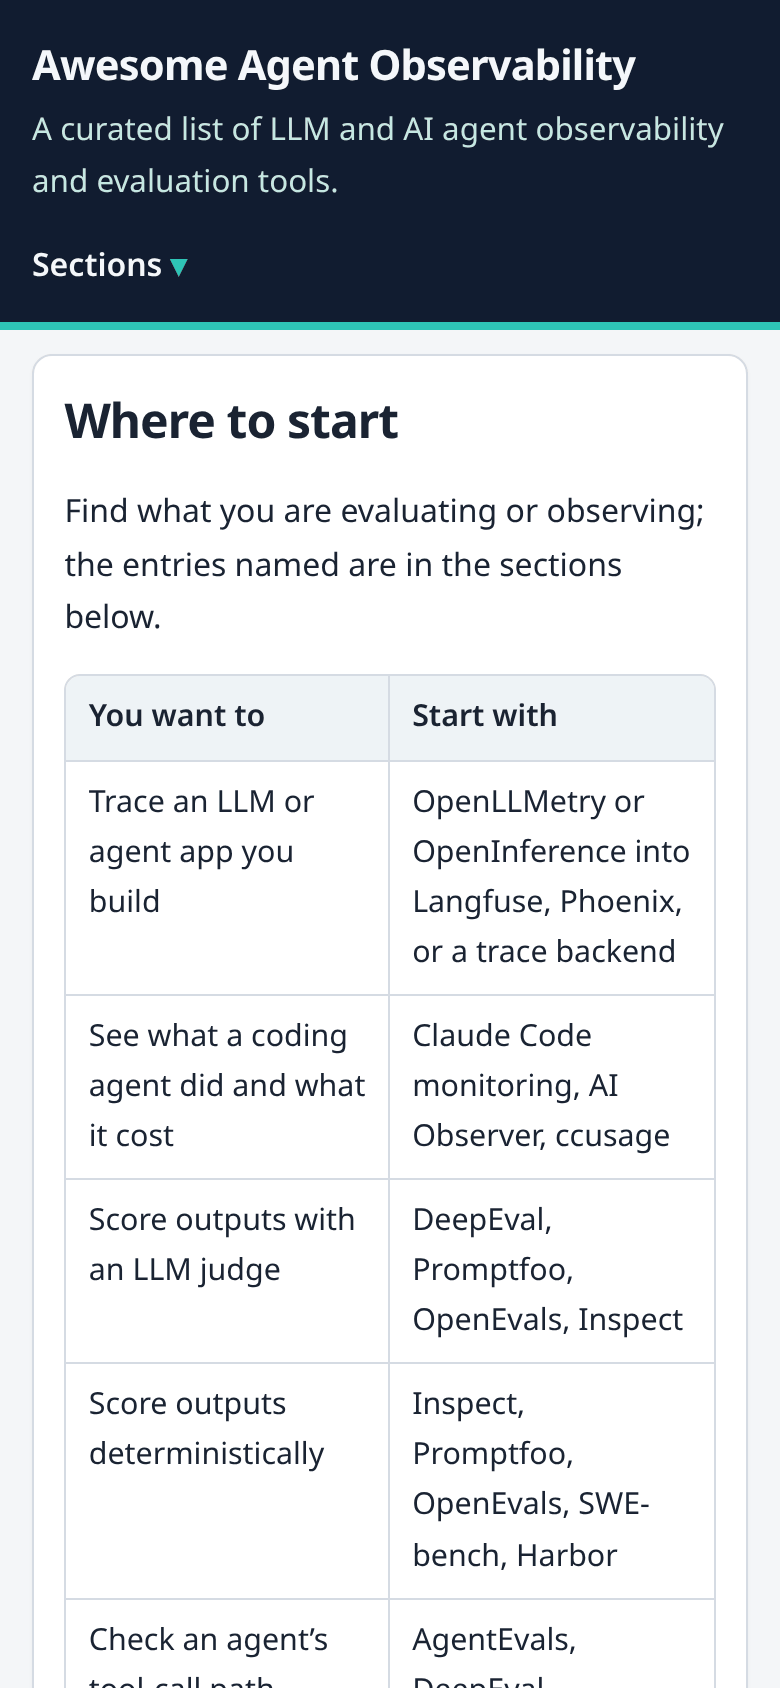 Awesome Agent Observability
A curated list of LLM and AI agent observability
and evaluation tools.
Sections ▼
Where to start
Find what you are evaluating or observing;
the entries named are in the sections
below.
You want to
Start with
Trace an LLM or
agent app you
build
OpenLLMetry or
OpenInference into
Langfuse, Phoenix,
or a trace backend
See what a coding
agent did and what
it cost
Claude Code
monitoring, AI
Observer, ccusage
Score outputs with
an LLM judge
DeepEval,
Promptfoo,
OpenEvals, Inspect
Score outputs
deterministically
Inspect,
Promptfoo,
OpenEvals, SWE-
bench, Harbor
Check an agent’s
tool-call path
AgentEvals,
DeepEval